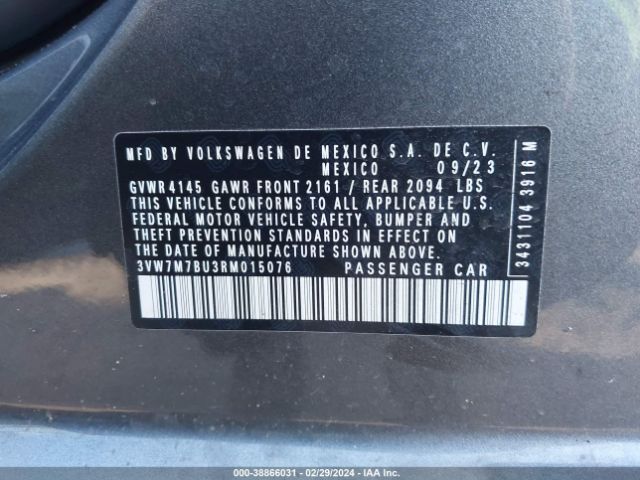 MFD BY VOLKSWAGEN DE MEXICO S.A. DE C.V.
MEXICO 09/23
GVWR 4145 GAWR FRONT 2161 / REAR 2094 LBS
THIS VEHICLE CONFORMS TO ALL APPLICABLE U.S.
FEDERAL MOTOR VEHICLE SAFETY, BUMPER AND
THEFT PREVENTION STANDARDS IN EFFECT ON
THE DATE OF MANUFACTURE SHOWN ABOVE.
3VW7M7BU3RM015076 PASSENGER CAR
3431104 3916 M
000-38866031 - 02/29/2024 - IAA Inc.